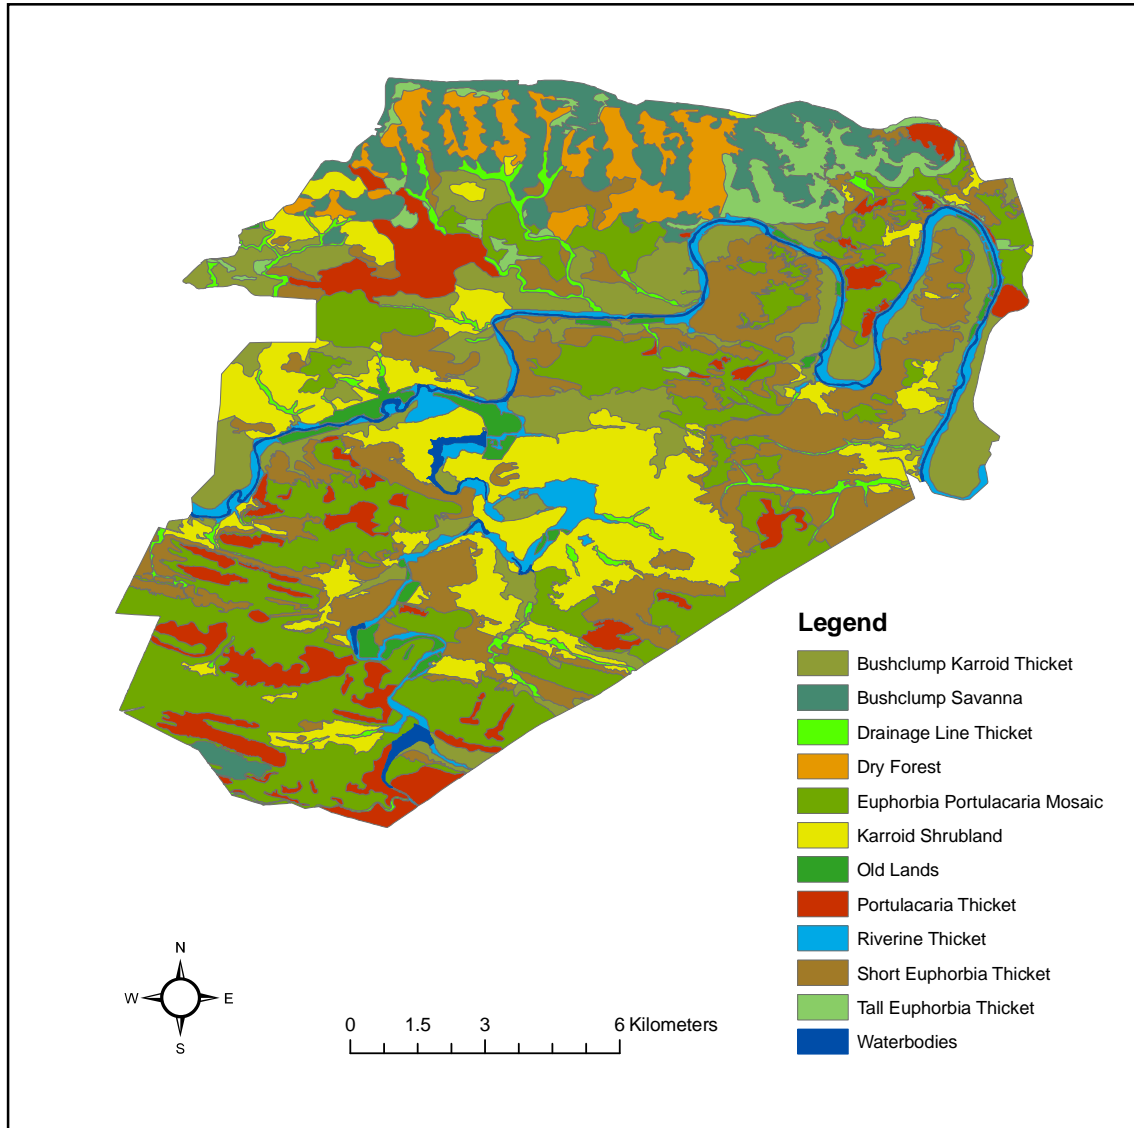 Legend
Bushclump Karroid Thicket
Bushclump Savanna
Drainage Line Thicket
Dry Forest
Euphorbia Portulacaria Mosaic
Karroid Shrubland
Old Lands
Portulacaria Thicket
Riverine Thicket
Short Euphorbia Thicket
Tall Euphorbia Thicket
Waterbodies
N
W E
S
0 1.5 3 6 Kilometers